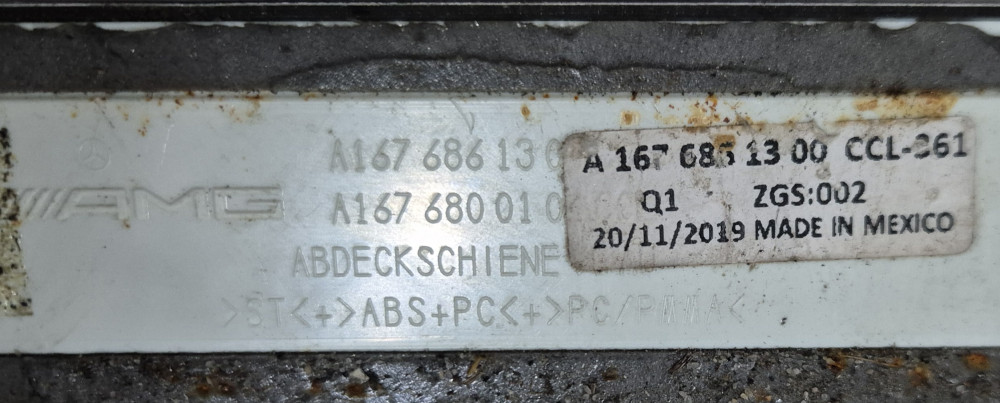 A167 686 13 0
AMG
A167 680 01 0
ABDECKSCHIENE
>ST<+>ABS+PC<+>PC/PMMA<
A 167 686 13 00 CCL-361
Q1 ZGS:002
20/11/2019 MADE IN MEXICO